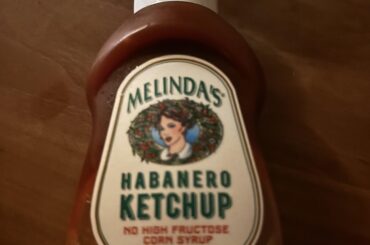 MELINDA'S
HABANERO
KETCHUP
NO HIGH FRUCTOSE
CORN SYRUP